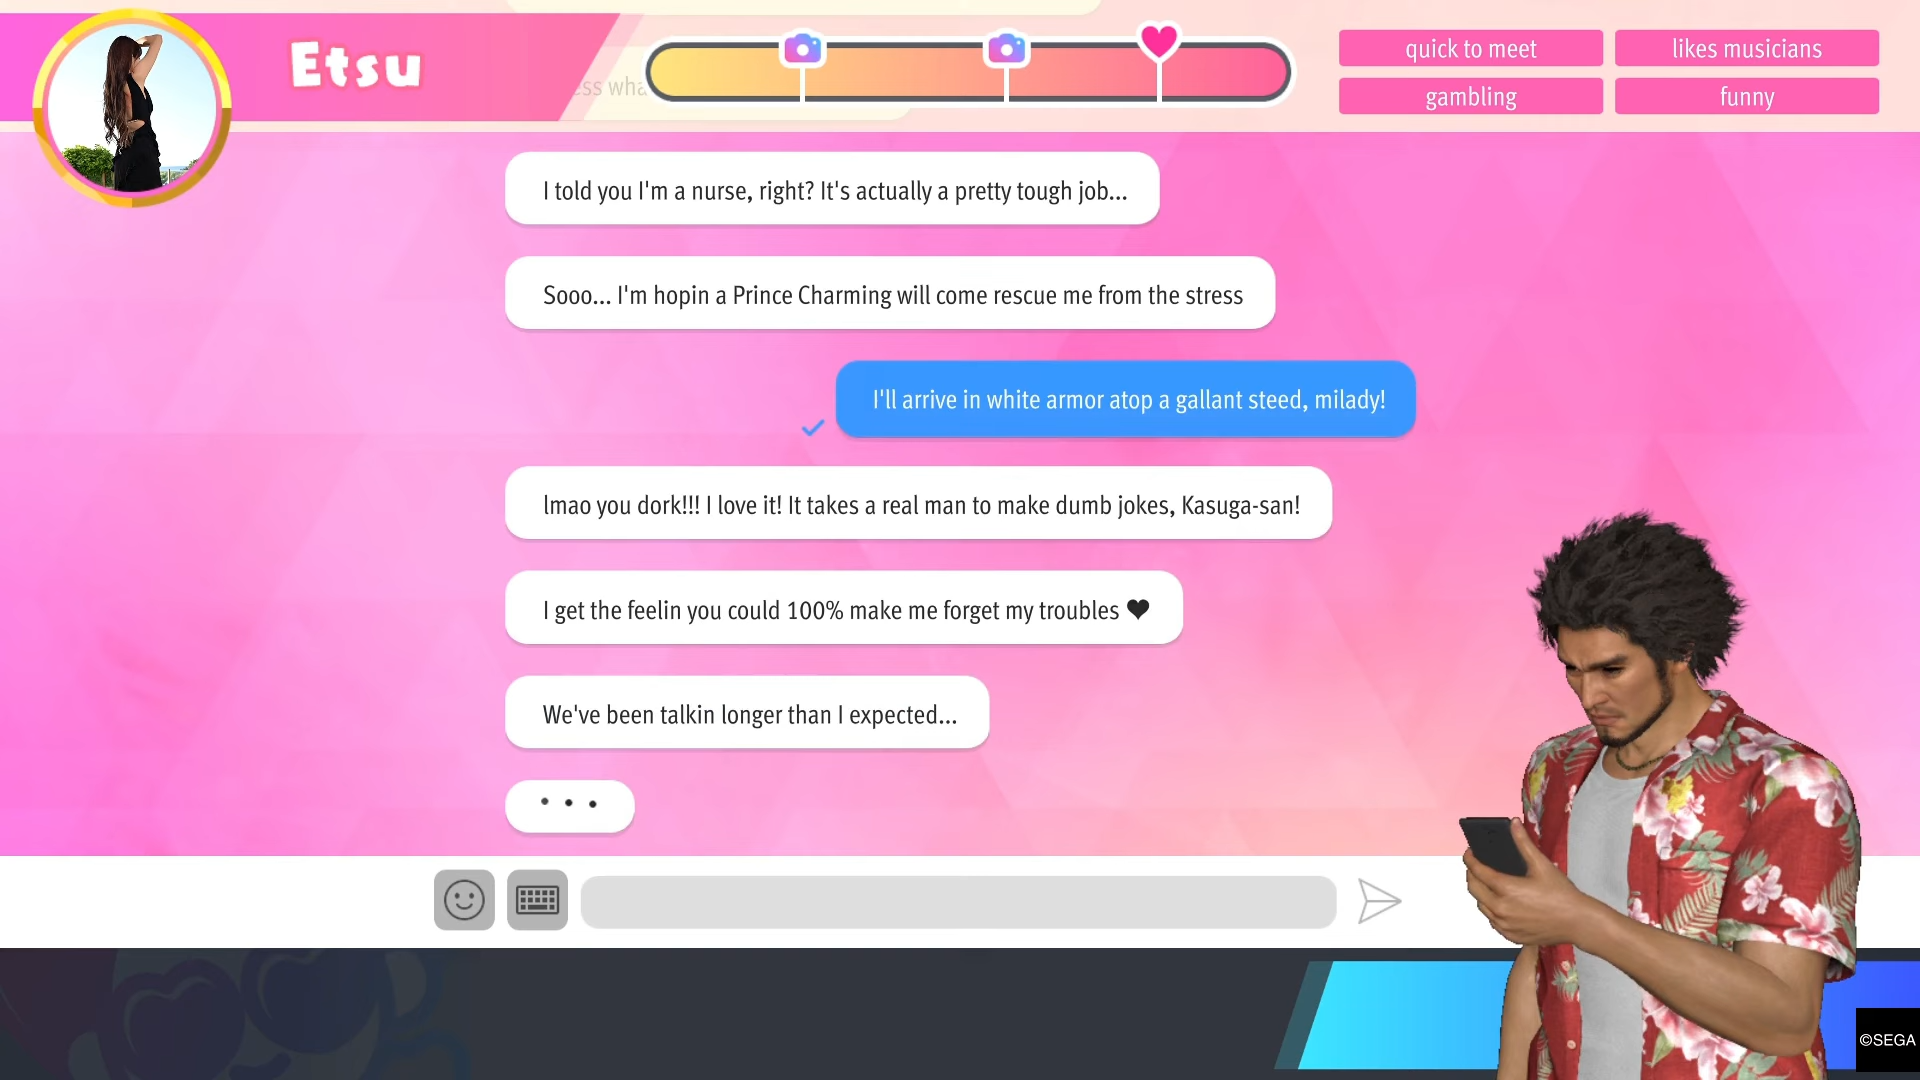 Etsu
ess wha
quick to meet
likes musicians
gambling
funny
I told you I'm a nurse, right? It's actually a pretty tough job...
Sooo... I'm hopin a Prince Charming will come rescue me from the stress
I'll arrive in white armor atop a gallant steed, milady!
lmao you dork!!! I love it! It takes a real man to make dumb jokes, Kasuga-san!
I get the feelin you could 100% make me forget my troubles ♥
We've been talkin longer than I expected...
• • •
©SEGA